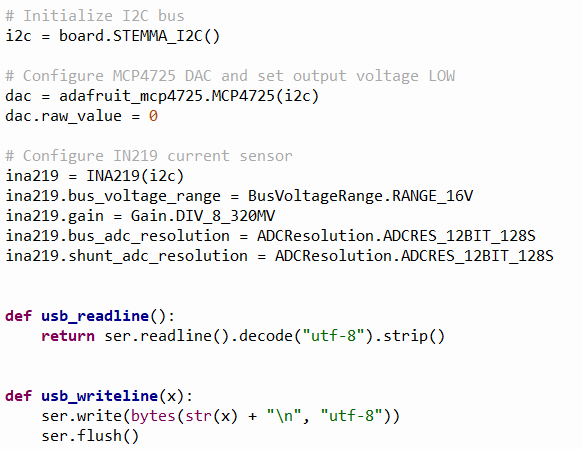 # Initialize I2C bus
i2c = board.STEMMA_I2C()

# Configure MCP4725 DAC and set output voltage LOW
dac = adafruit_mcp4725.MCP4725(i2c)
dac.raw_value = 0

# Configure IN219 current sensor
ina219 = INA219(i2c)
ina219.bus_voltage_range = BusVoltageRange.RANGE_16V
ina219.gain = Gain.DIV_8_320MV
ina219.bus_adc_resolution = ADCResolution.ADCRES_12BIT_128S
ina219.shunt_adc_resolution = ADCResolution.ADCRES_12BIT_128S


def usb_readline():
    return ser.readline().decode("utf-8").strip()


def usb_writeline(x):
    ser.write(bytes(str(x) + "\n", "utf-8"))
    ser.flush()